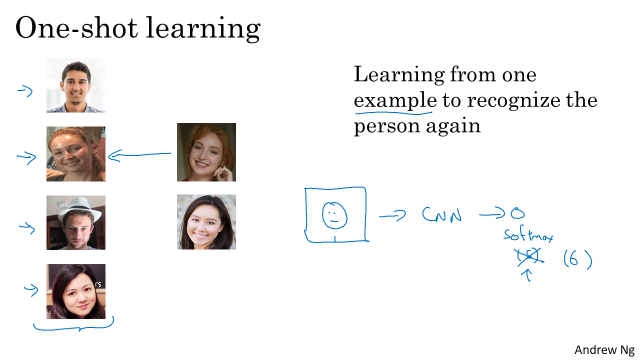 One-shot learning
Learning from one
example to recognize the
person again
CNN
softmax
(6)
Andrew Ng